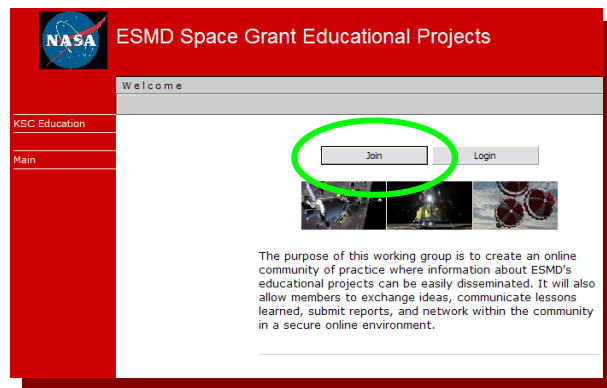 NASA
ESMD Space Grant Educational Projects
Welcome
KSC Education
Main
Join Login
The purpose of this working group is to create an online
community of practice where information about ESMD's
educational projects can be easily disseminated. It will also
allow members to exchange ideas, communicate lessons
learned, submit reports, and network within the community
in a secure online environment.